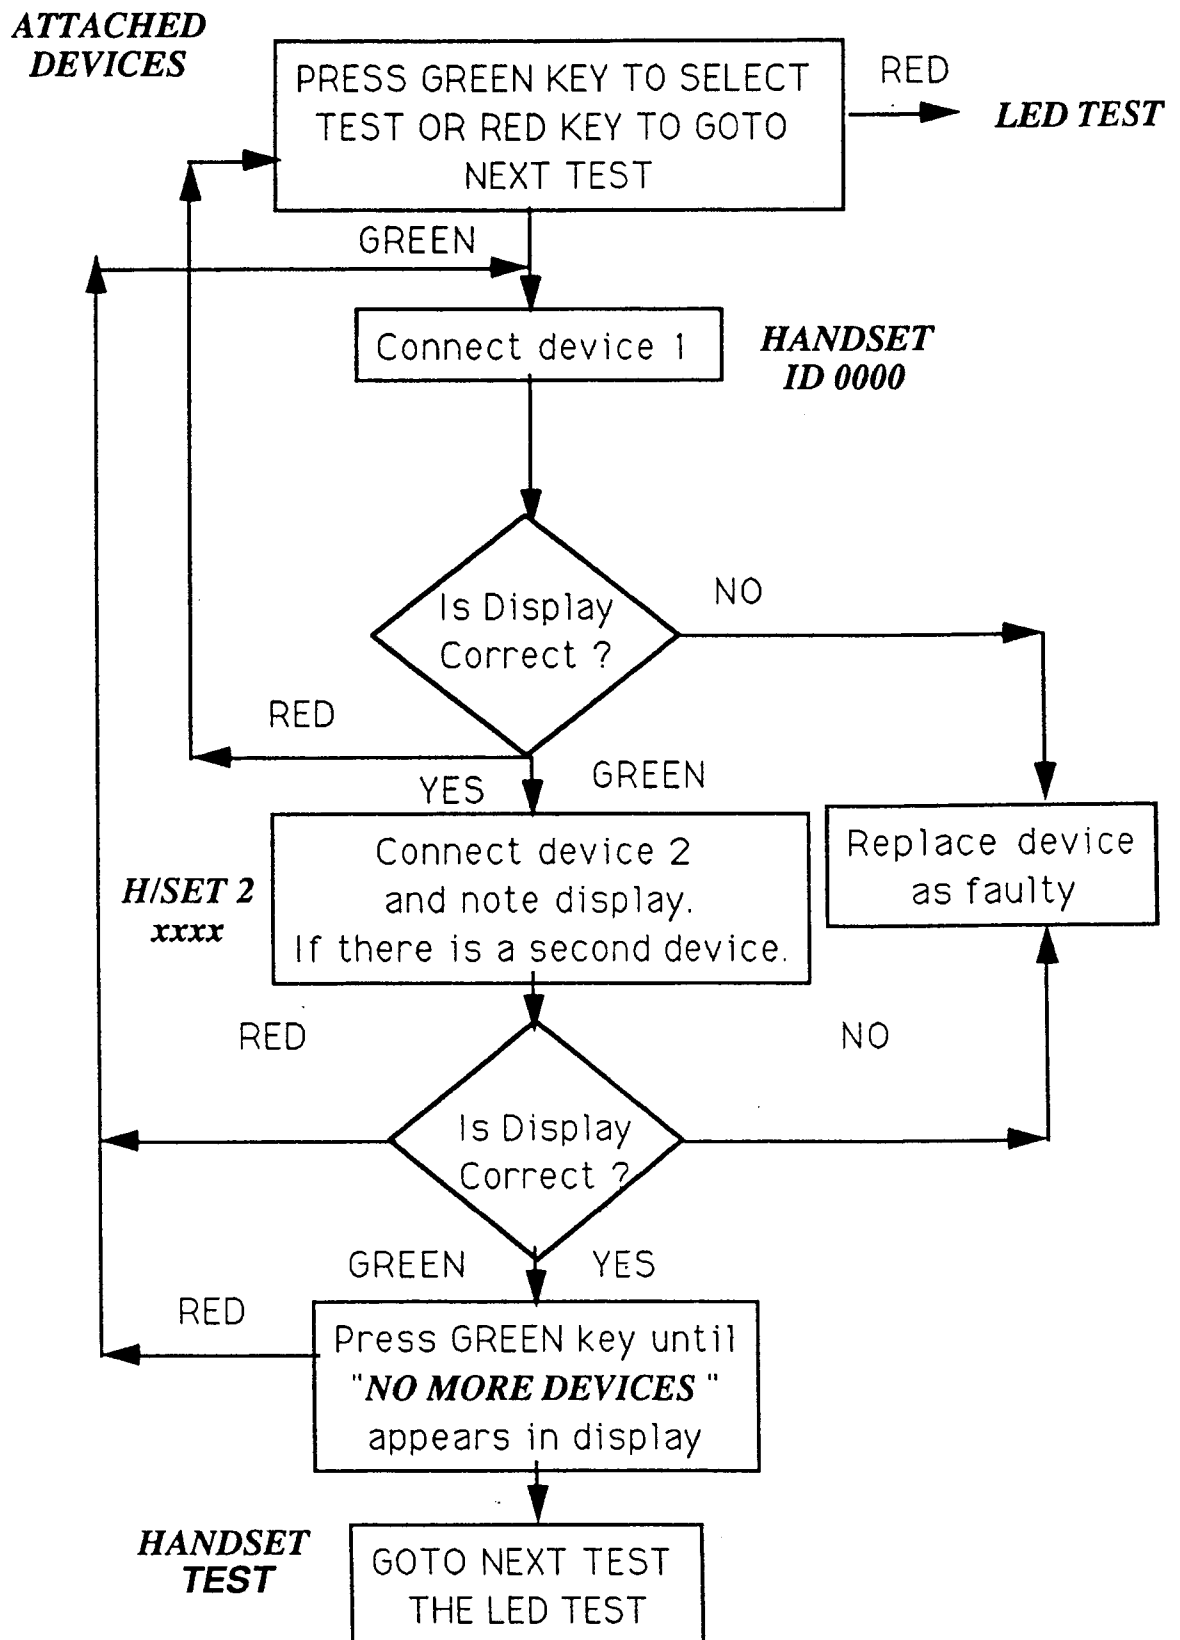 ATTACHED
DEVICES
PRESS GREEN KEY TO SELECT
TEST OR RED KEY TO GOTO
NEXT TEST
RED
LED TEST
GREEN
Connect device 1
HANDSET
ID 0000
Is Display
Correct ?
NO
RED
YES
GREEN
Connect device 2
and note display.
If there is a second device.
H/SET 2
xxxx
Replace device
as faulty
RED
NO
Is Display
Correct ?
GREEN
YES
RED
Press GREEN key until
"NO MORE DEVICES "
appears in display
HANDSET
TEST
GOTO NEXT TEST
THE LED TEST